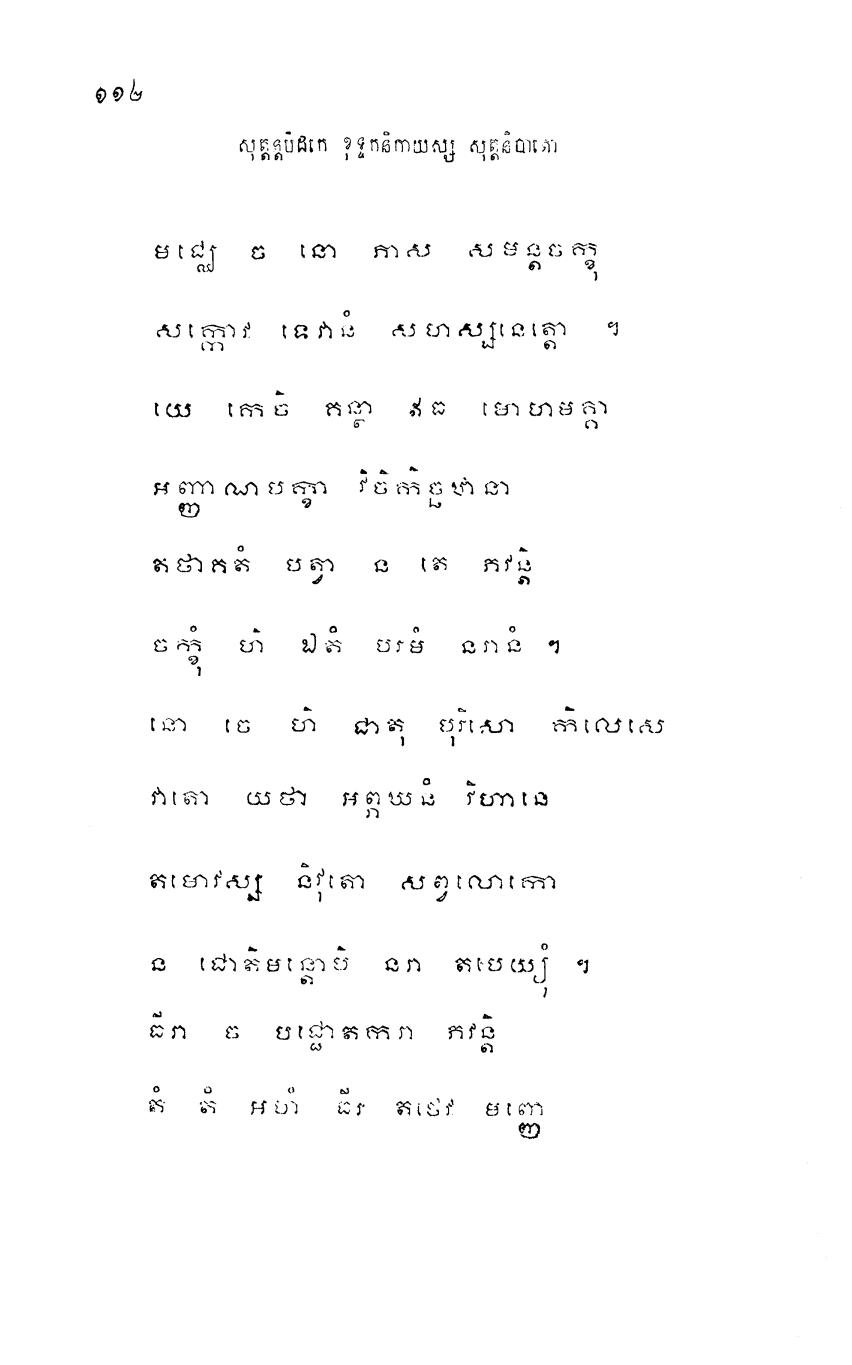 ១១២
សុត្តន្តបិដកេ ខុទ្ទកនិកាយស្ស សុត្តនិបាតោ
មជ្ឈេ ច នោ ភាស សមន្តចក្ខុ
សក្កោវ ទេវានំ សហស្សនេត្តោ ។
យេ កេចិ គន្ថា ឥធ មោហមគ្គា
អញ្ញាណបក្ខា វិចិកិច្ឆឋានា
តថាគតំ បត្វា ន តេ ភវន្តិ
ចក្ខុំ ហិ ឯតំ បរមំ នរានំ ។
នោ ចេ ហិ ជាតុ បុរិសោ កិលេសេ
វាតោ យថា អព្ភឃនំ វិហានេ
តមោវស្ស និវុតោ សព្វលោកោ
ន ជោតិមន្តោបិ នរា តបេយ្យុំ ។
ធីរា ច បជ្ជោតករា ភវន្តិ
តំ តំ អហំ ធីរ តថេវ មញ្ញេ